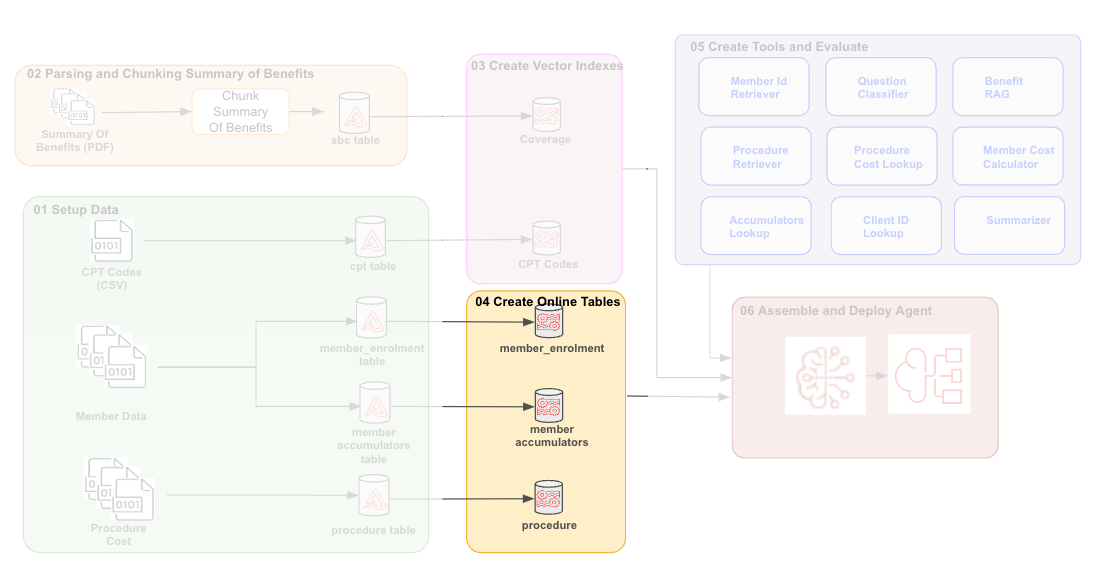 02 Parsing and Chunking Summary of Benefits
Summary Of
Benefits (PDF)
Chunk
Summary
Of Benefits
sbc table
01 Setup Data
0101
CPT Codes
(CSV)
cpt table
0101
Member Data
member_enrolment
table
member
accumulators
table
0101
Procedure
Cost
procedure table
03 Create Vector Indexes
Coverage
CPT Codes
04 Create Online Tables
member_enrolment
member
accumulators
procedure
05 Create Tools and Evaluate
Member Id
Retriever
Question
Classifier
Benefit
RAG
Procedure
Retriever
Procedure
Cost Lookup
Member Cost
Calculator
Accumulators
Lookup
Client ID
Lookup
Summarizer
06 Assemble and Deploy Agent